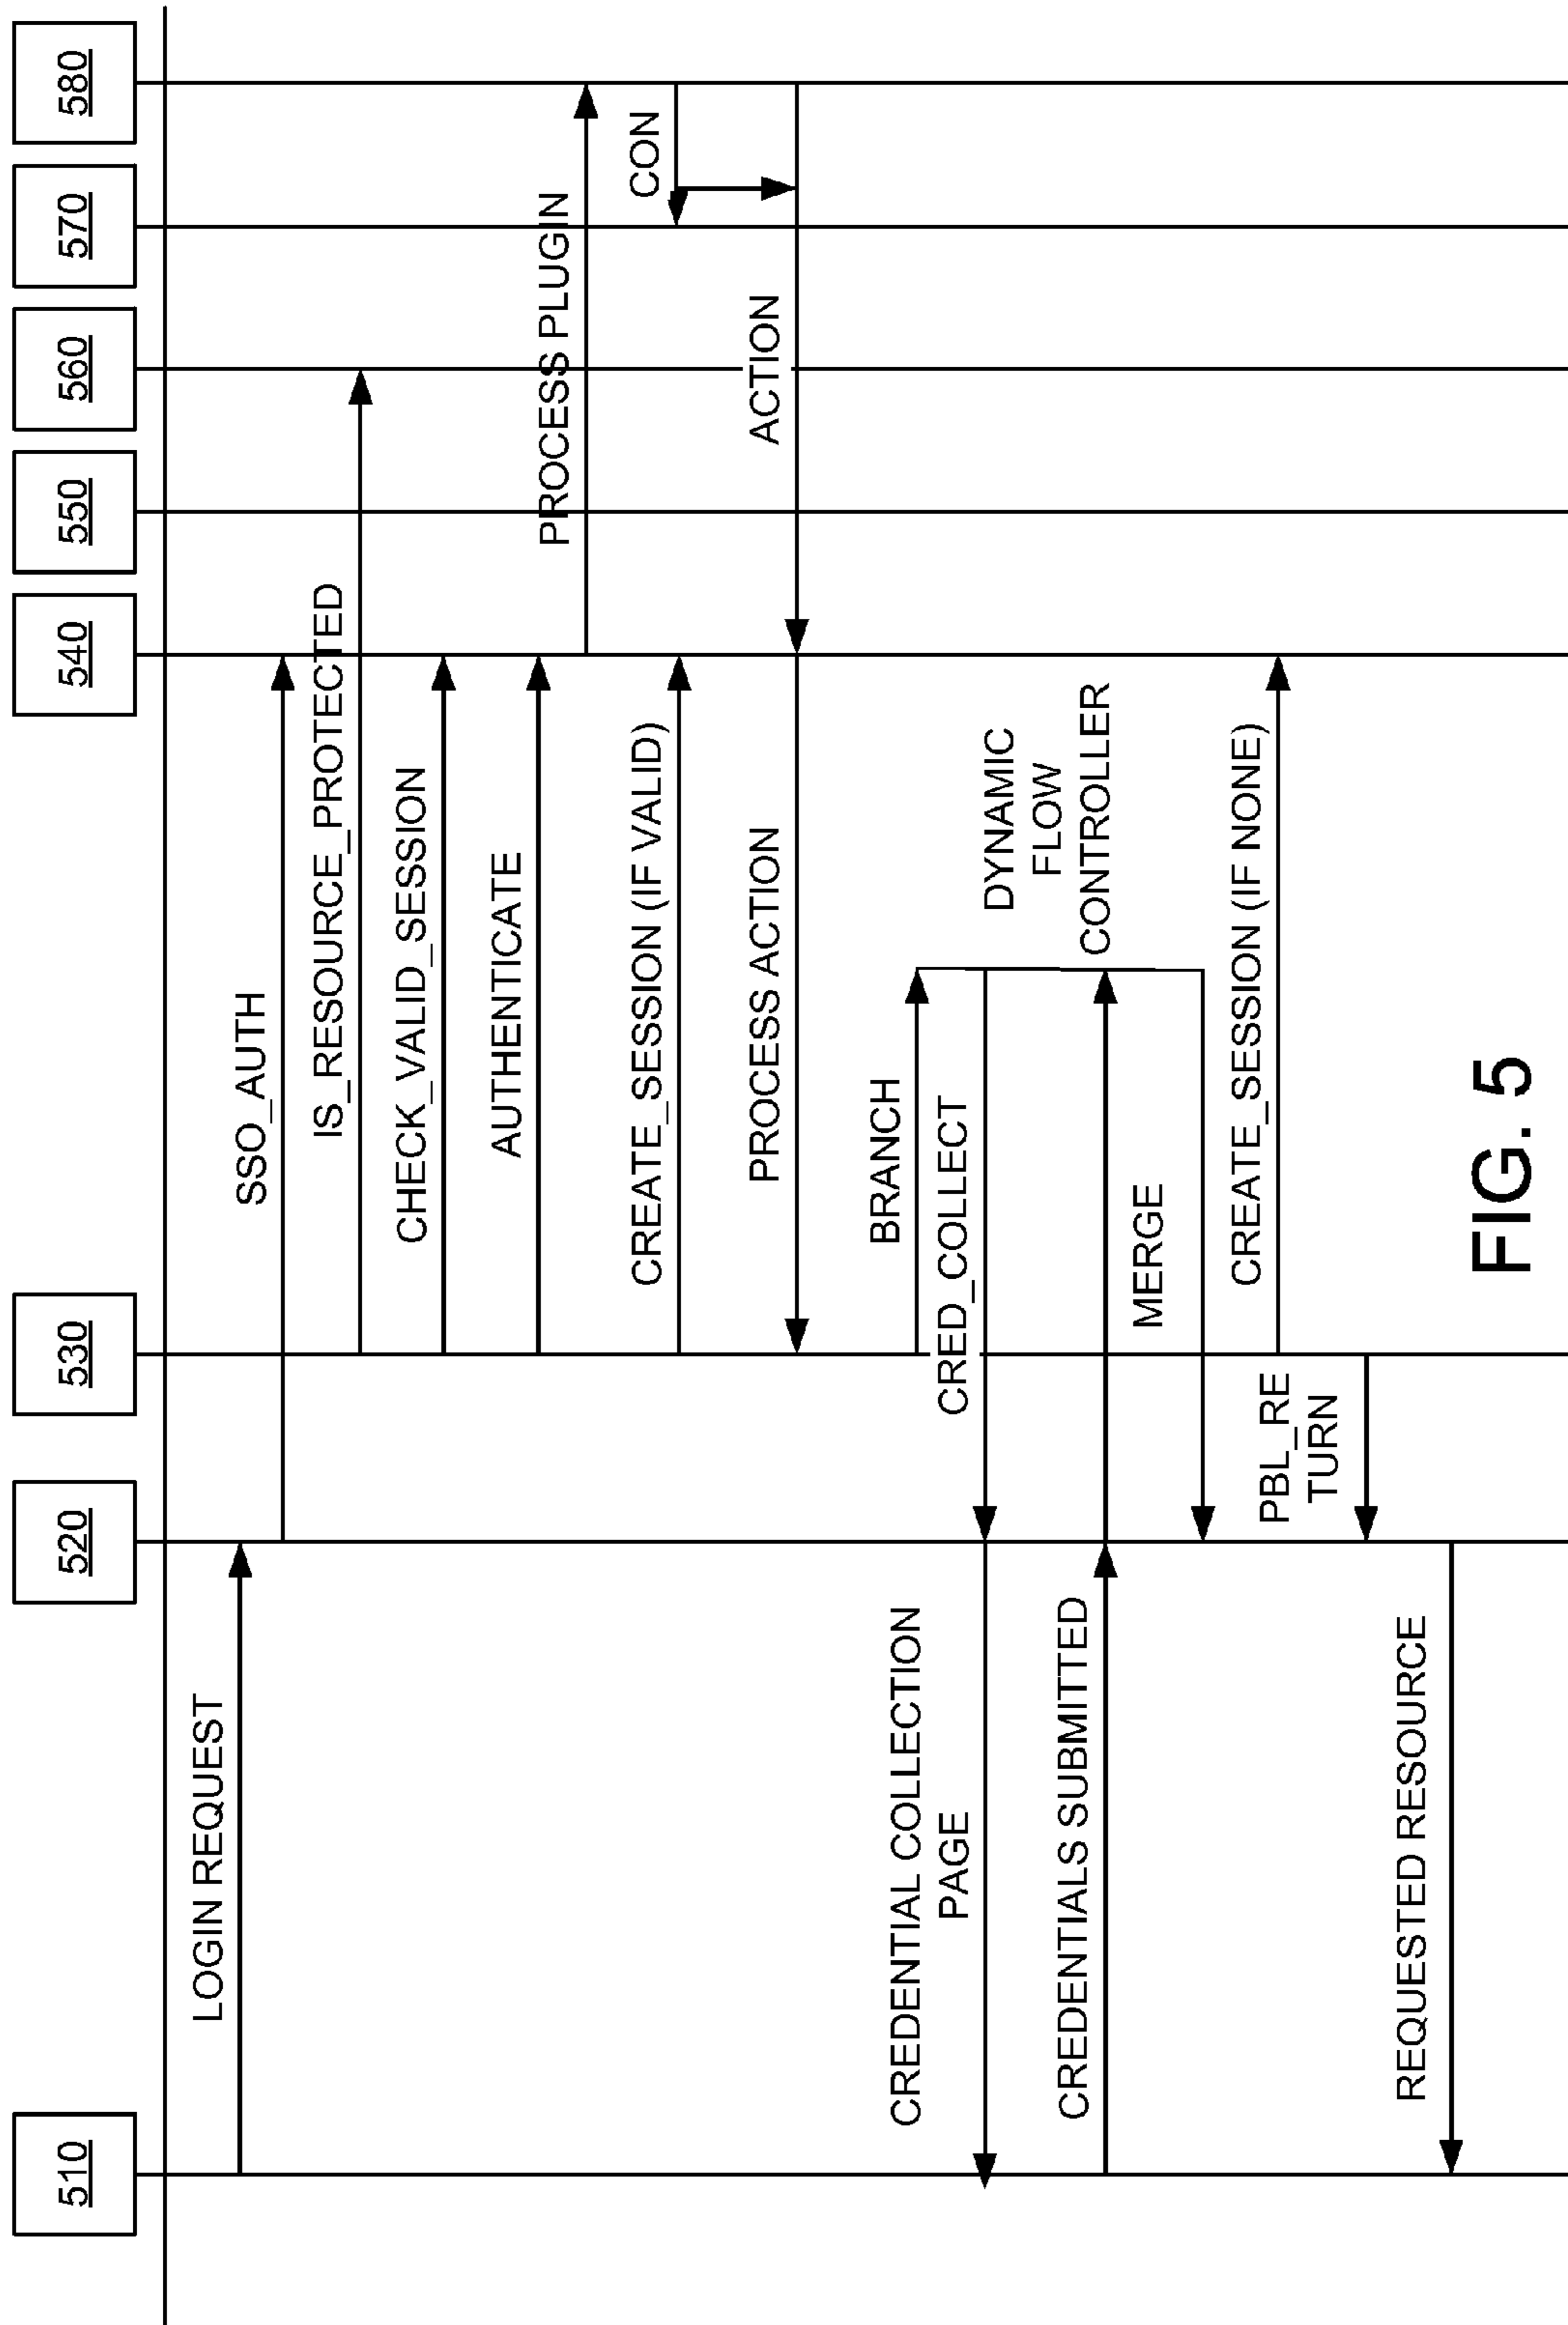 510
520
530
540
550
560
570
580
LOGIN REQUEST
SSO_AUTH
IS_RESOURCE_PROTECTED
CHECK_VALID_SESSION
AUTHENTICATE
PROCESS PLUGIN
CREATE_SESSION (IF VALID)
CON
PROCESS ACTION
ACTION
BRANCH
CREDENTIAL COLLECTION
PAGE
CRED_COLLECT
DYNAMIC
FLOW
CONTROLLER
CREDENTIALS SUBMITTED
MERGE
CREATE_SESSION (IF NONE)
PBL_RE
TURN
REQUESTED RESOURCE
FIG. 5